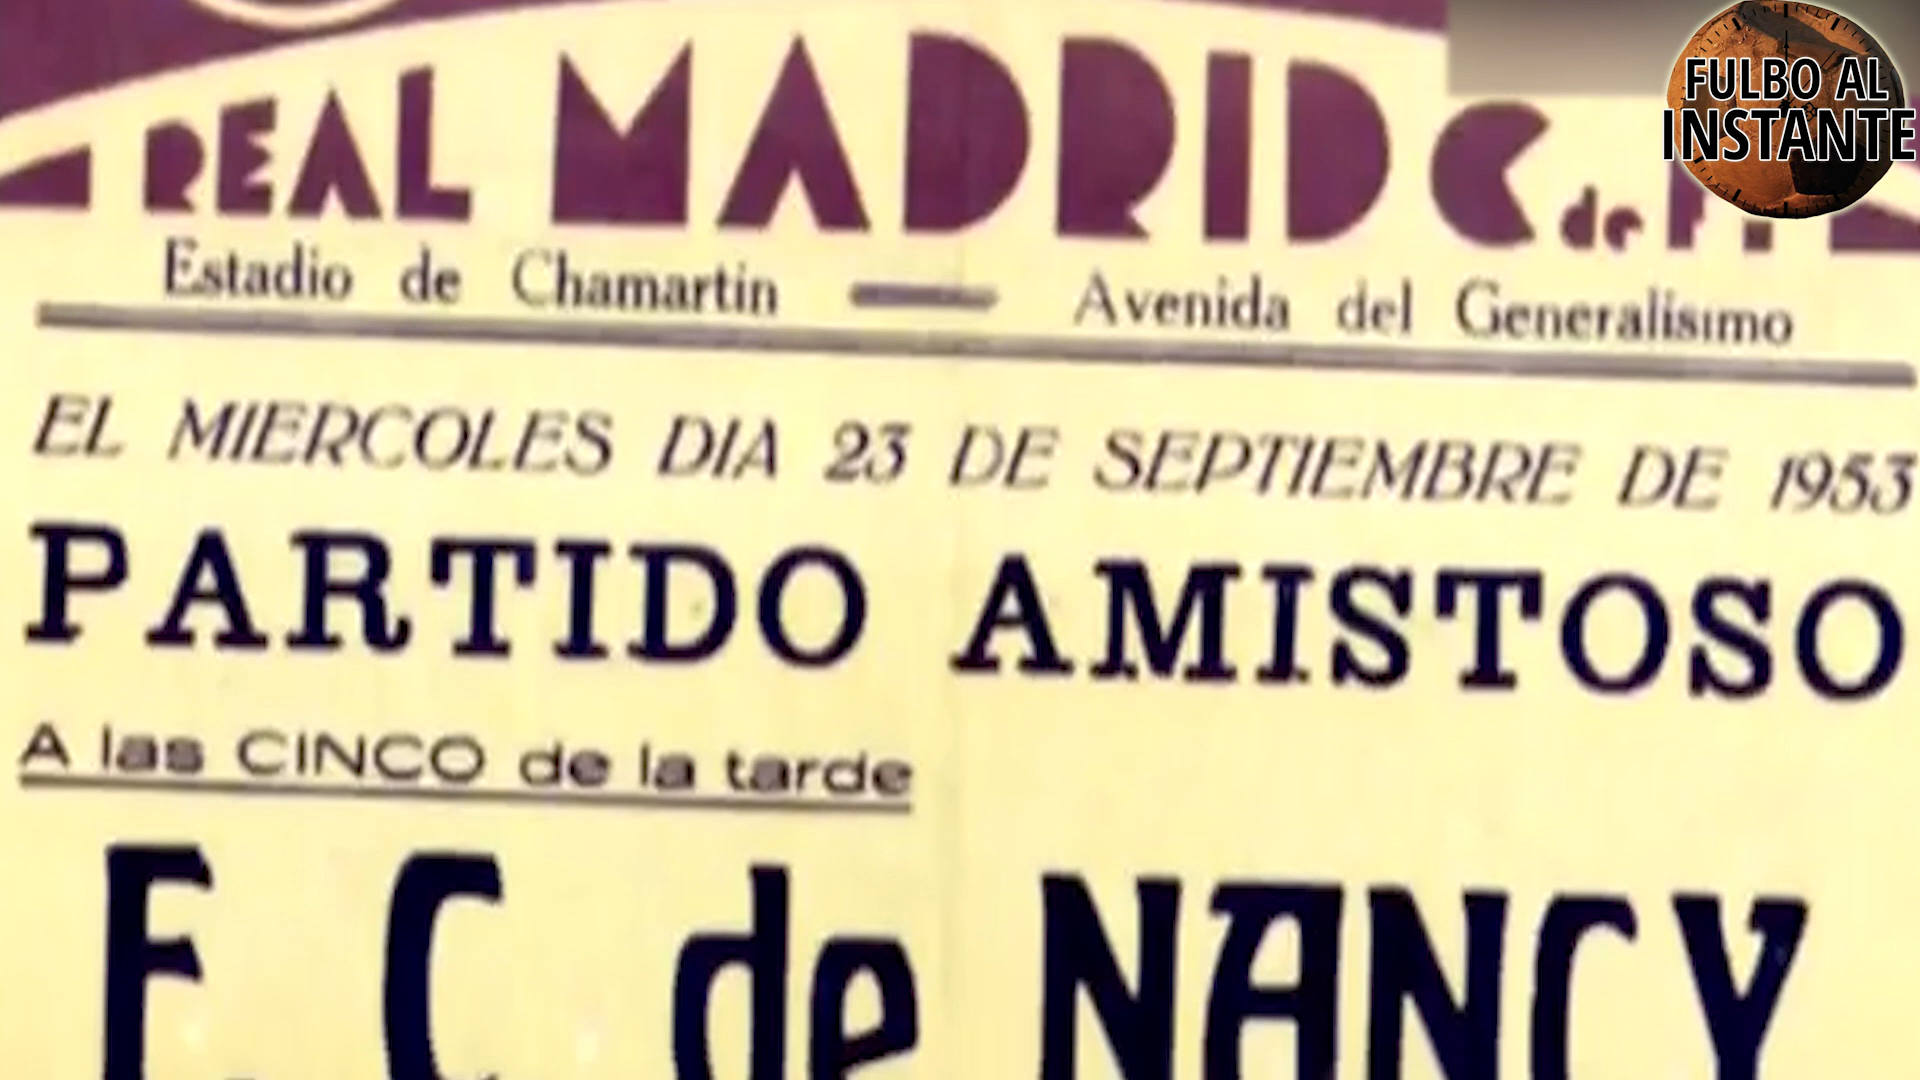 REAL MADRID C de F.
Estadio de Chamartin — Avenida del Generalisimo
EL MIERCOLES DIA 23 DE SEPTIEMBRE DE 1953
PARTIDO AMISTOSO
A las CINCO de la tarde
F. C. de NANCY
FULBO AL
INSTANTE